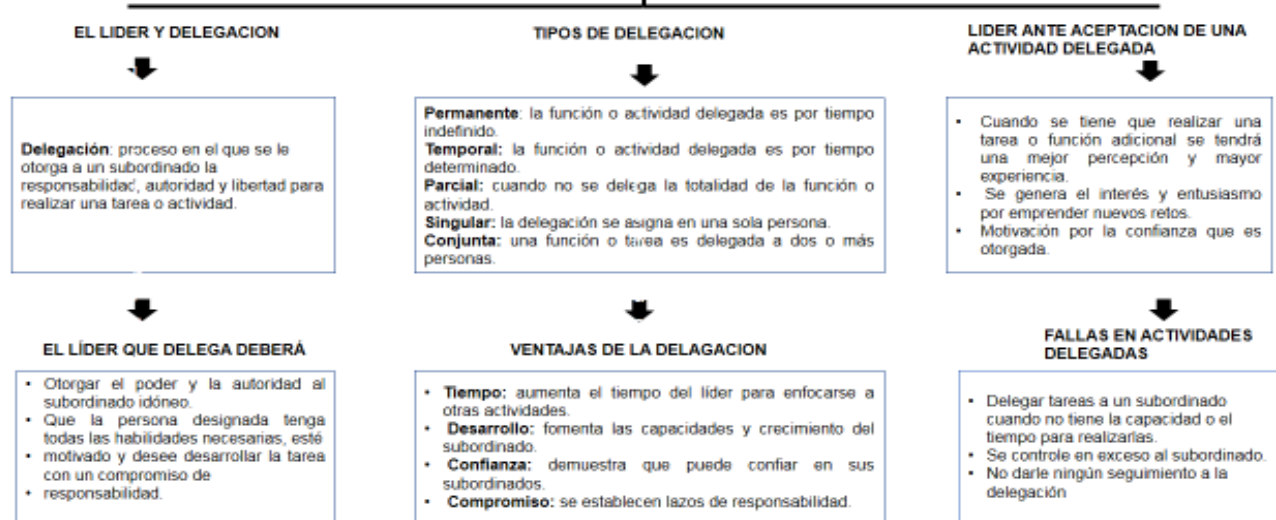 EL LIDER Y DELEGACION
Delegación: proceso en el que se le
otorga a un subordinado la
responsabilidad, autoridad y libertad para
realizar una tarea o actividad.
EL LÍDER QUE DELEGA DEBERÁ
• Otorgar el poder y la autoridad al
subordinado idóneo.
• Que la persona designada tenga
todas las habilidades necesarias, esté
• motivado y desee desarrollar la tarea
con un compromiso de
• responsabilidad.
TIPOS DE DELEGACION
Permanente: la función o actividad delegada es por tiempo
indefinido.
Temporal: la función o actividad delegada es por tiempo
determinado.
Parcial: cuando no se delega la totalidad de la función o
actividad.
Singular: la delegación se asigna en una sola persona.
Conjunta: una función o tarea es delegada a dos o más
personas.
VENTAJAS DE LA DELAGACION
• Tiempo: aumenta el tiempo del líder para enfocarse a
otras actividades.
• Desarrollo: fomenta las capacidades y crecimiento del
subordinado.
• Confianza: demuestra que puede confiar en sus
subordinados.
• Compromiso: se establecen lazos de responsabilidad.
LIDER ANTE ACEPTACION DE UNA
ACTIVIDAD DELEGADA
• Cuando se tiene que realizar una
tarea o función adicional se tendrá
una mejor percepción y mayor
experiencia.
• Se genera el interés y entusiasmo
por emprender nuevos retos.
• Motivación por la confianza que es
otorgada.
FALLAS EN ACTIVIDADES
DELEGADAS
• Delegar tareas a un subordinado
cuando no tiene la capacidad o el
tiempo para realizarlas.
• Se controle en exceso al subordinado.
• No darle ningún seguimiento a la
delegación